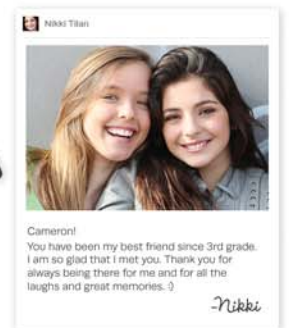 Nikki Titan
Cameron!
You have been my best friend since 3rd grade.
I am so glad that I met you. Thank you for
always being there for me and for all the
laughs and great memories. :)
-Nikki